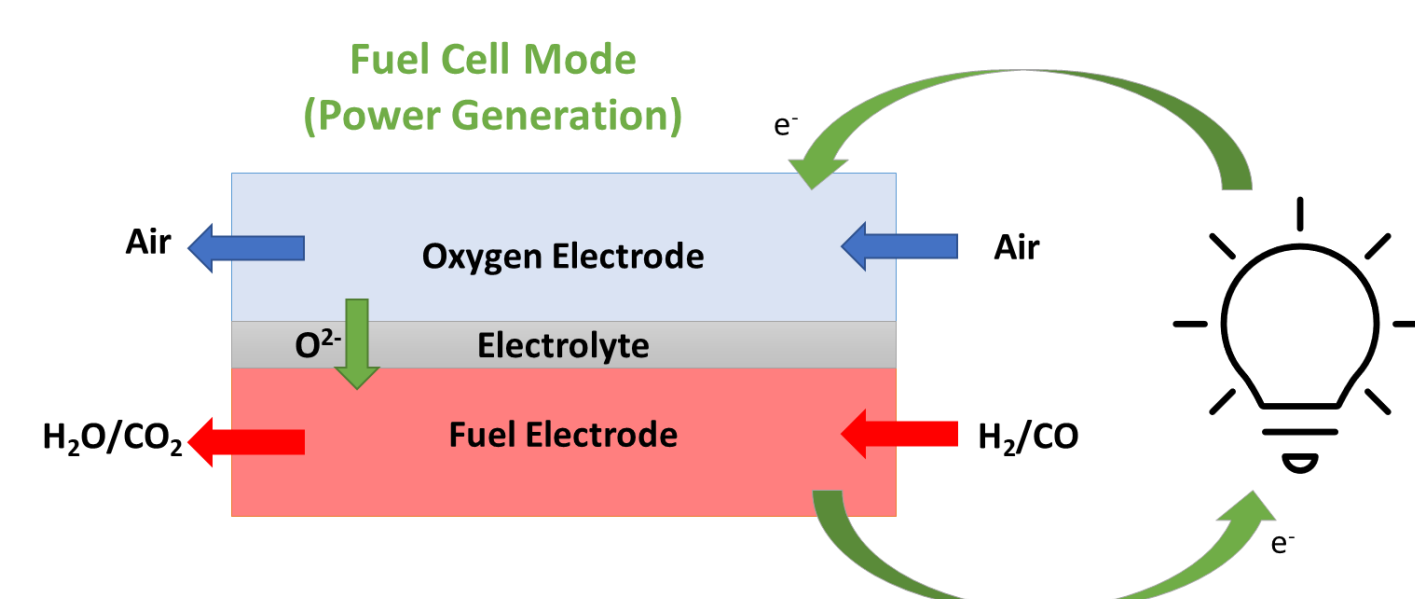 Fuel Cell Mode
(Power Generation)
e⁻
Air
Oxygen Electrode
Air
O²⁻
Electrolyte
H₂O/CO₂
Fuel Electrode
H₂/CO
e⁻